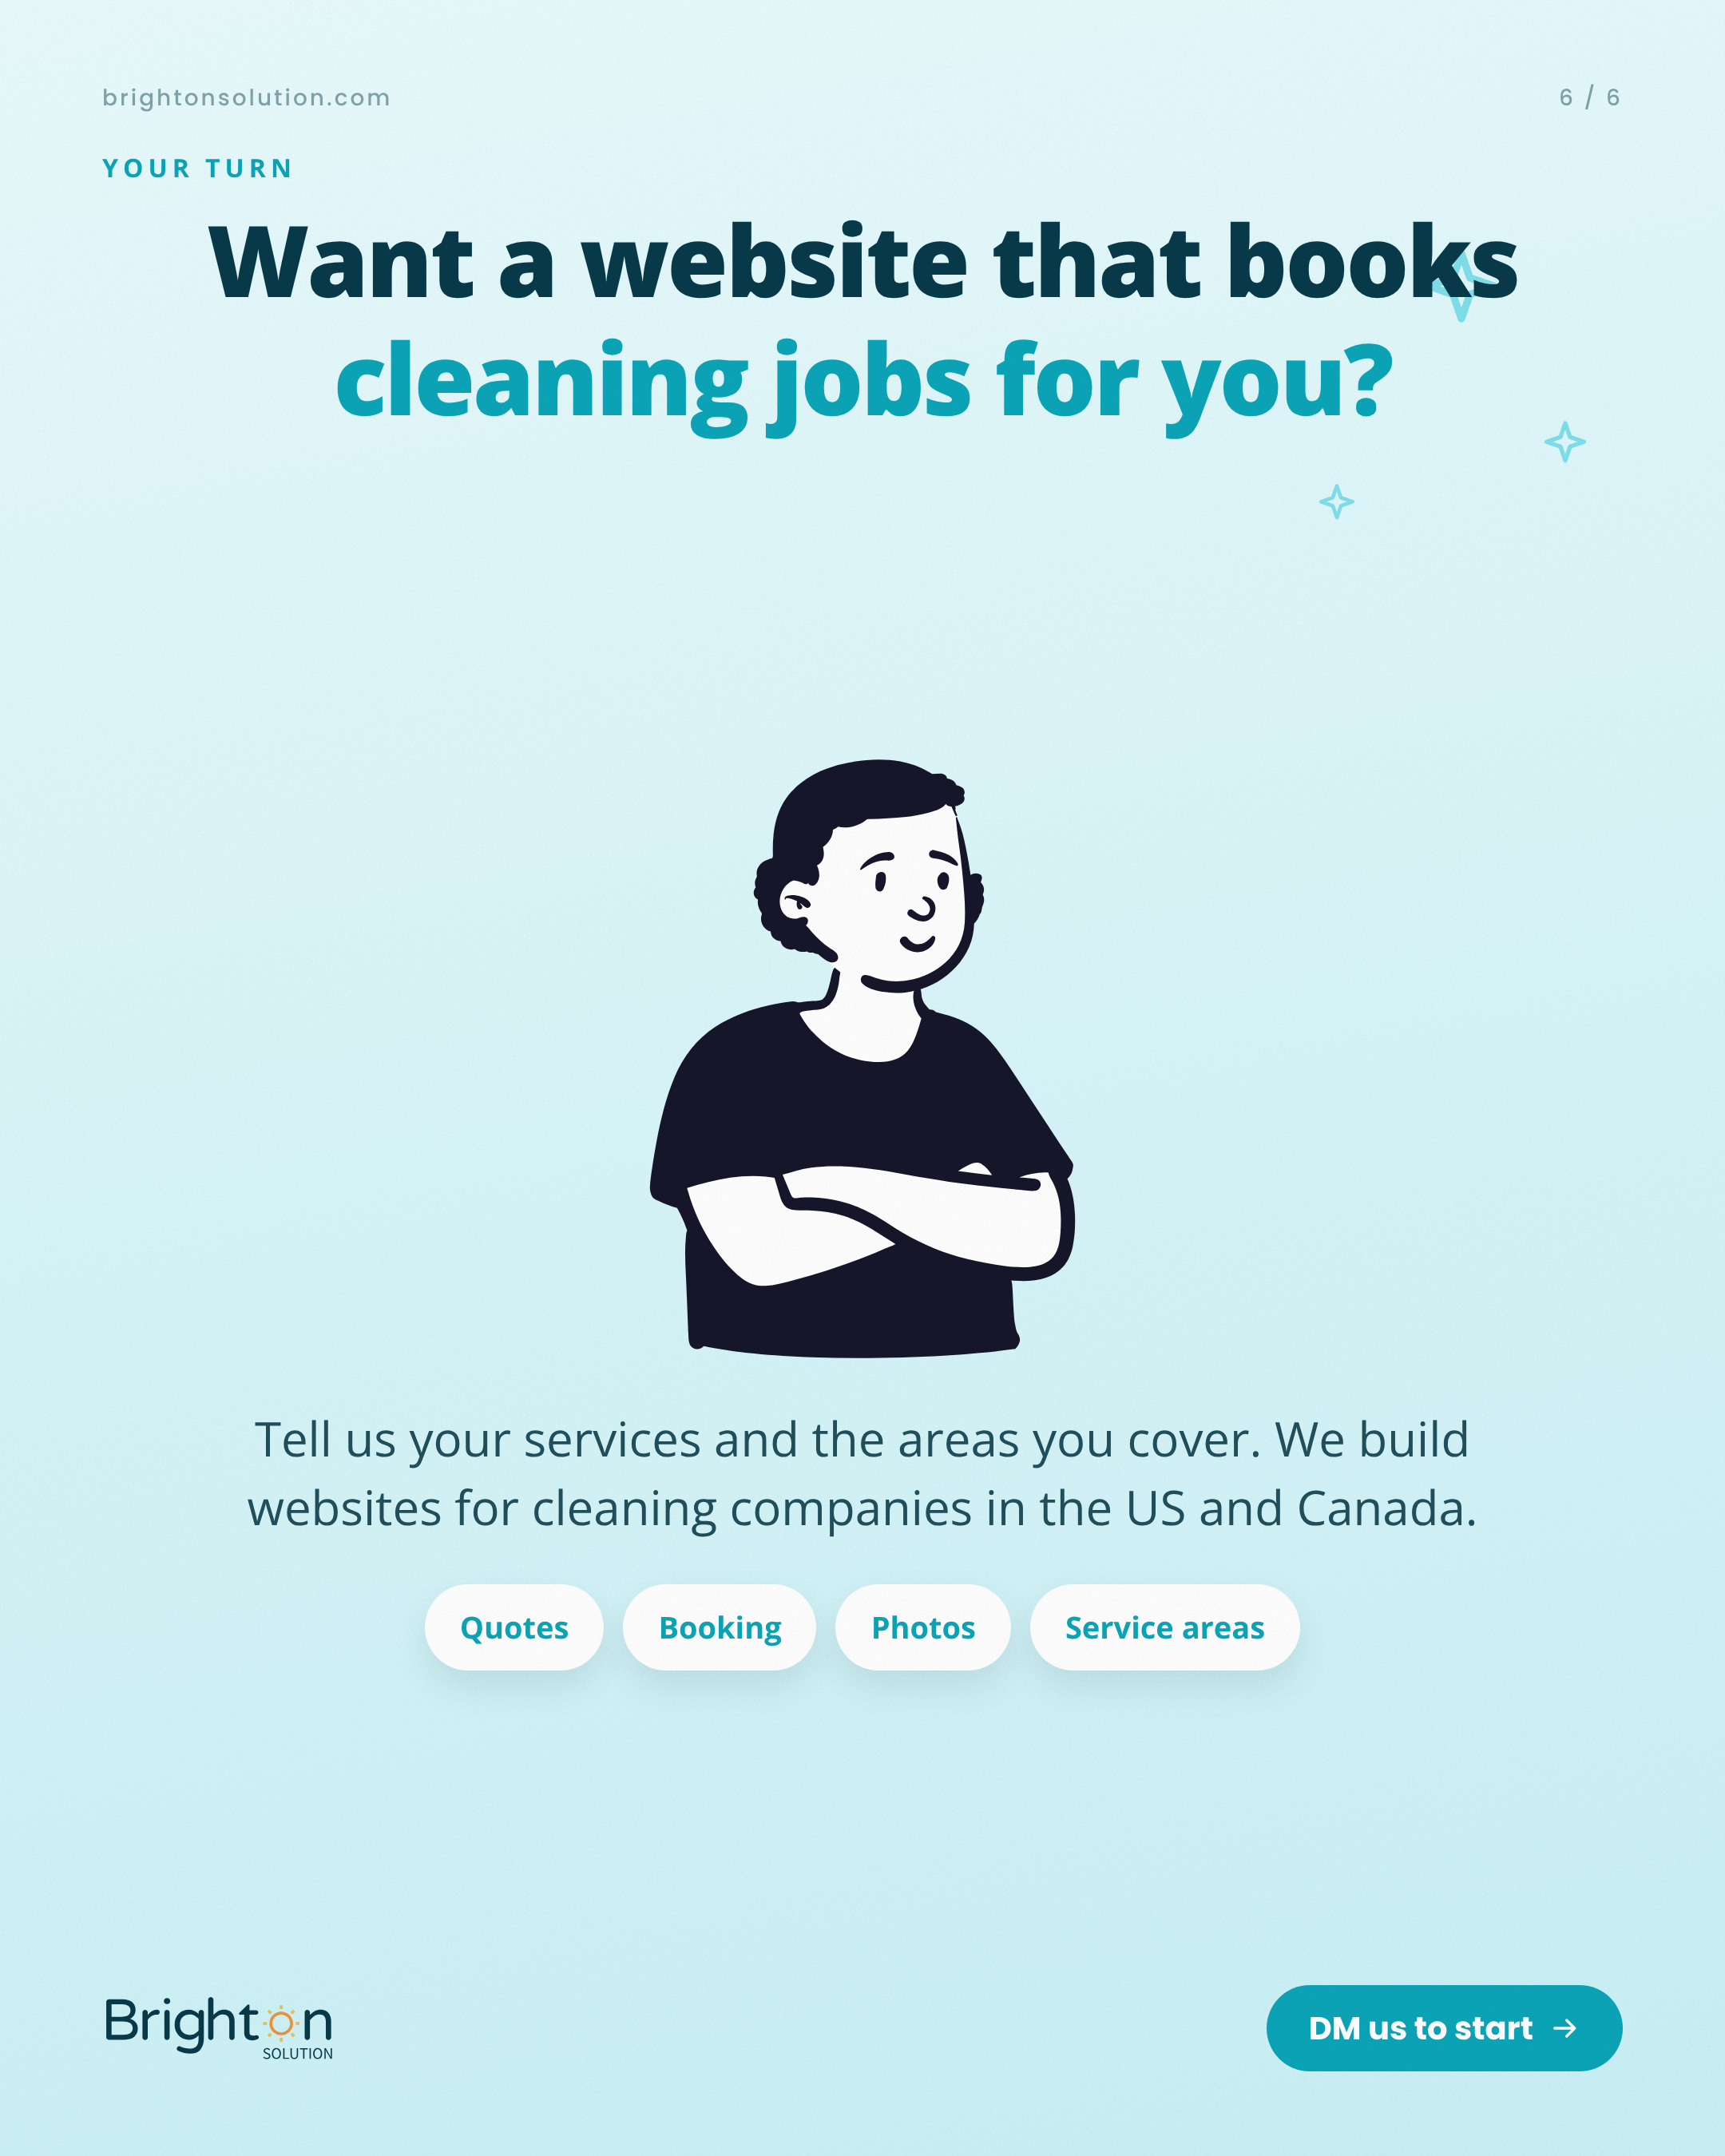 brightonsolution.com
6 / 6
YOUR TURN
Want a website that books
cleaning jobs for you?
Tell us your services and the areas you cover. We build
websites for cleaning companies in the US and Canada.
Quotes
Booking
Photos
Service areas
Brighton
SOLUTION
DM us to start →